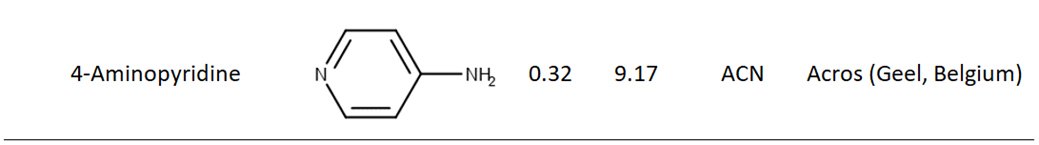 4-Aminopyridine N NH₂ 0.32 9.17 ACN Acros (Geel, Belgium)